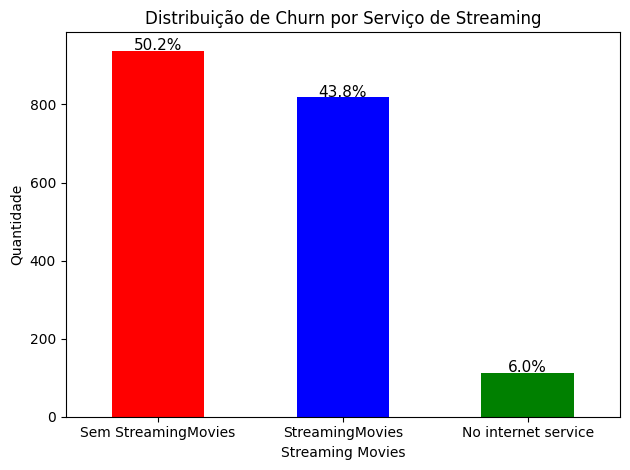 Distribuição de Churn por Serviço de Streaming
50.2%
43.8%
6.0%
800
600
400
200
0
Quantidade
Sem StreamingMovies
StreamingMovies
No internet service
Streaming Movies